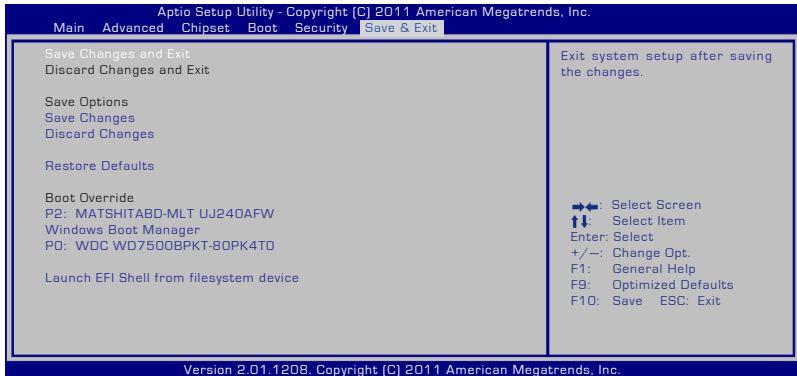 Aptio Setup Utility - Copyright (C) 2011 American Megatrends, Inc.
Main Advanced Chipset Boot Security Save & Exit
Save Changes and Exit
Discard Changes and Exit
Save Options
Save Changes
Discard Changes
Restore Defaults
Boot Override
P2: MATSHITABD-MLT UJ240AFW
Windows Boot Manager
P0: WDC WD7500BPKT-80PK4T0
Launch EFI Shell from filesystem device
Exit system setup after saving
the changes.
→←: Select Screen
↑↓: Select Item
Enter: Select
+/—: Change Opt.
F1: General Help
F9: Optimized Defaults
F10: Save ESC: Exit
Version 2.01.1208. Copyright (C) 2011 American Megatrends, Inc.